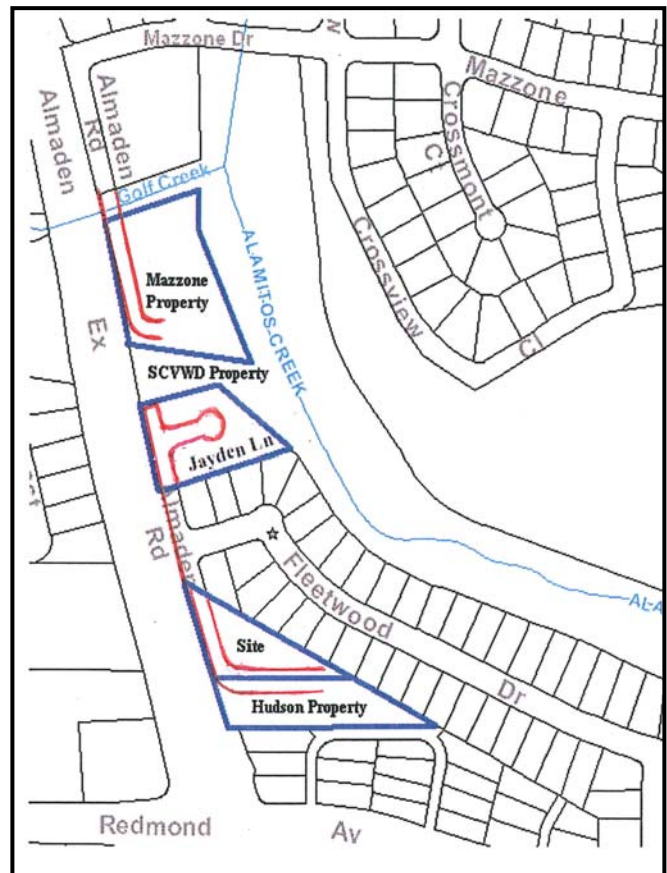 Mazzone Dr
Mazzone
Almaden
Rd
Almaden
Crossmont
Ct
Golf Creek
Crossview
Ct
ALAMITOS CREEK
Mazzone
Property
Ex
SCVWD Property
Jayden Ln
Almaden
Rd
Fleetwood
Dr
Site
Hudson Property
Redmond
Av